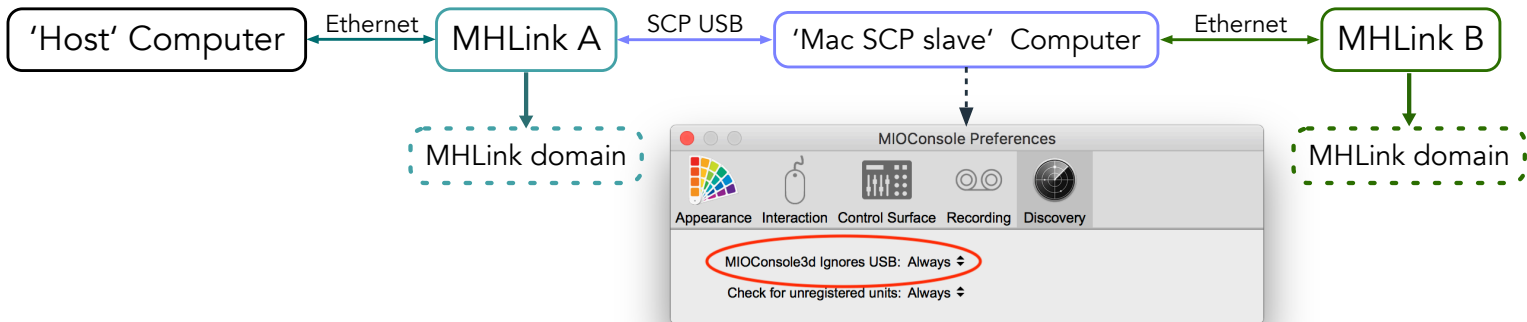 'Host' Computer
Ethernet
MHLink A
SCP USB
'Mac SCP slave' Computer
Ethernet
MHLink B
MHLink domain
MHLink domain
MIOConsole Preferences
Appearance Interaction Control Surface Recording Discovery
MIOConsole3d Ignores USB: Always
Check for unregistered units: Always